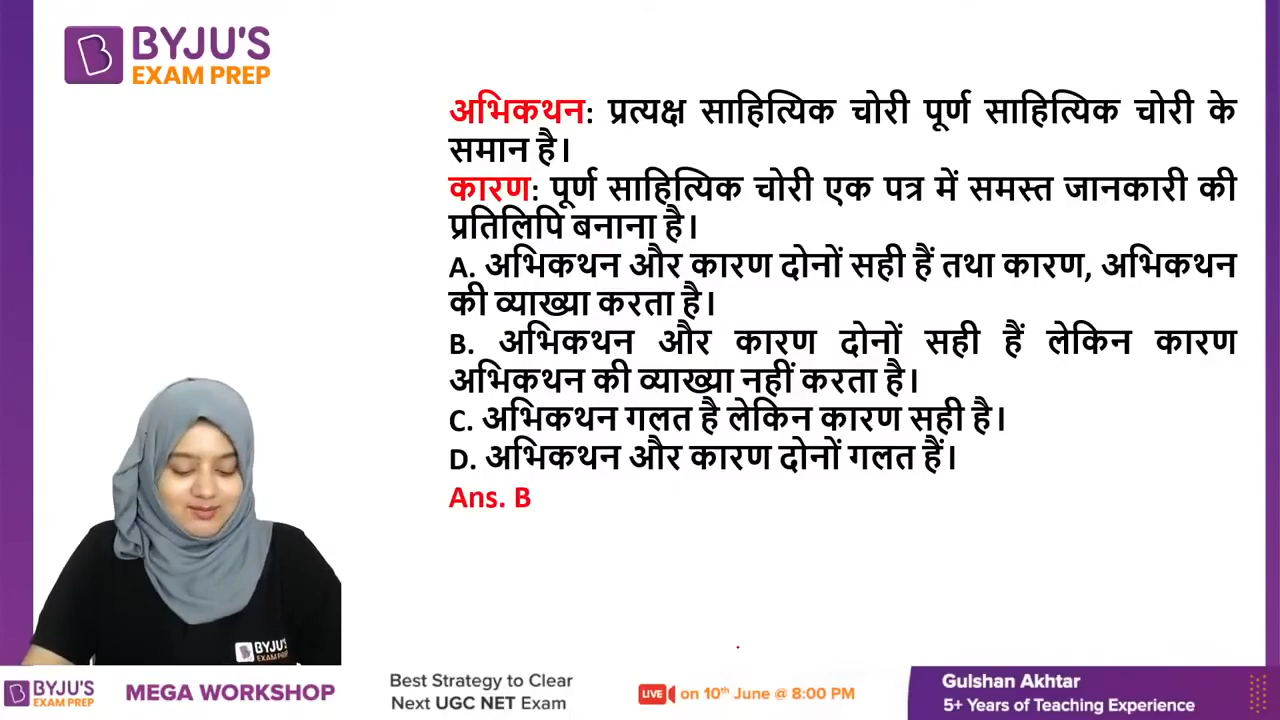 BYJU'S
EXAM PREP
अभिकथन: प्रत्यक्ष साहित्यिक चोरी पूर्ण साहित्यिक चोरी के
समान है।
कारण: पूर्ण साहित्यिक चोरी एक पत्र में समस्त जानकारी की
प्रतिलिपि बनाना है।
A. अभिकथन और कारण दोनों सही हैं तथा कारण, अभिकथन
की व्याख्या करता है।
B. अभिकथन और कारण दोनों सही हैं लेकिन कारण
अभिकथन की व्याख्या नहीं करता है।
C. अभिकथन गलत है लेकिन कारण सही है।
D. अभिकथन और कारण दोनों गलत हैं।
Ans. B
BYJU'S
EXAM PREP
BYJU'S
EXAM PREP
MEGA WORKSHOP
Best Strategy to Clear
Next UGC NET Exam
LIVE on 10th June @ 8:00 PM
Gulshan Akhtar
5+ Years of Teaching Experience